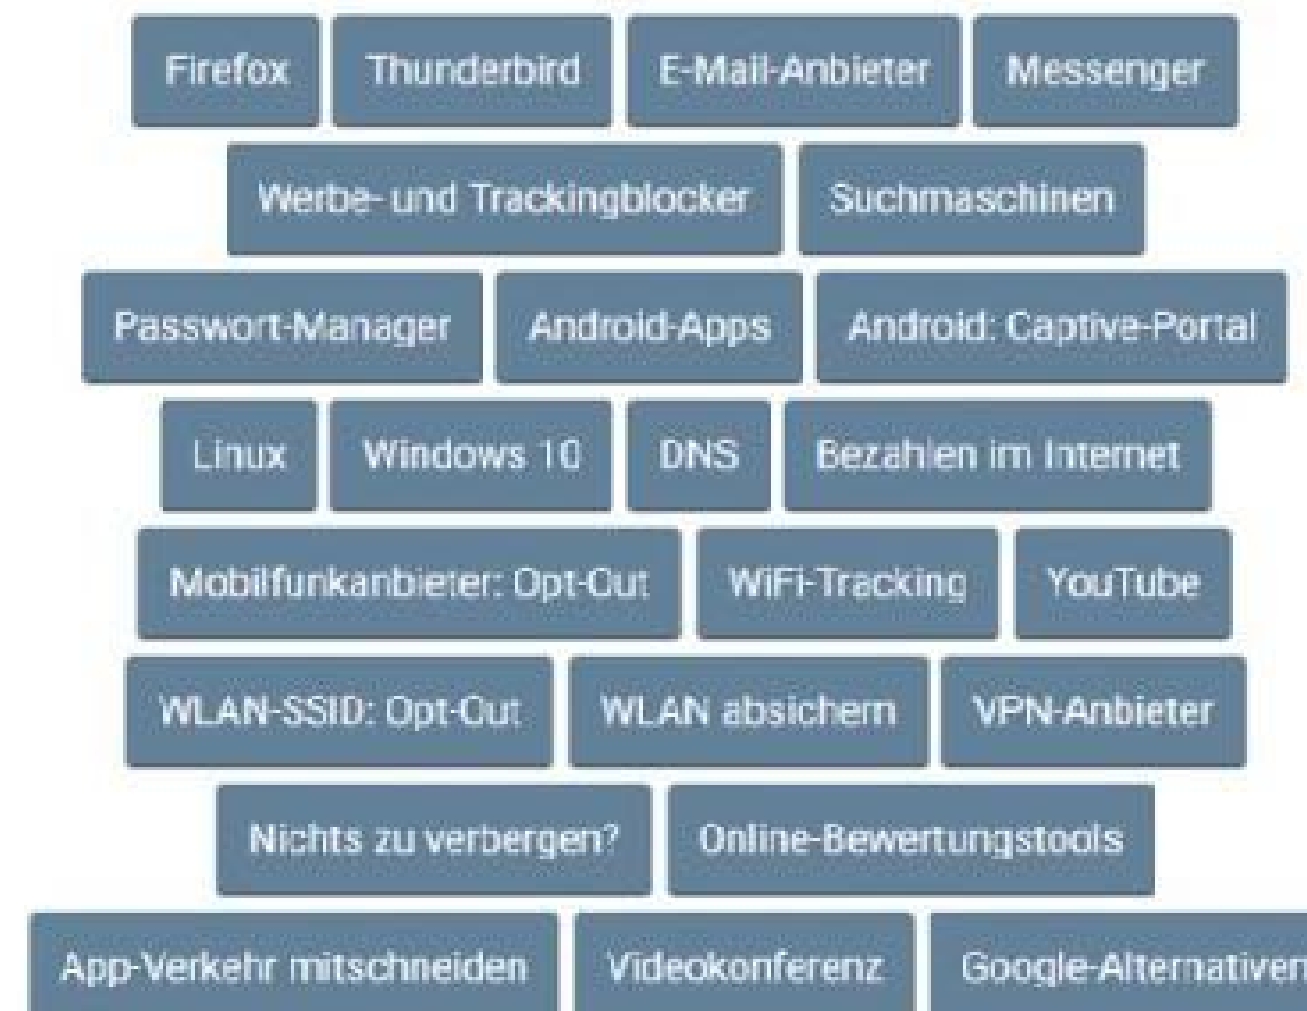 Firefox Thunderbird E-Mail-Anbieter Messenger
Werbe- und Trackingblocker Suchmaschinen
Passwort-Manager Android-Apps Android: Captive-Portal
Linux Windows 10 DNS Bezahlen im Internet
Mobilfunkanbieter: Opt-Out WiFi-Tracking YouTube
WLAN-SSID: Opt-Out WLAN absichern VPN-Anbieter
Nichts zu verbergen? Online-Bewertungstools
App-Verkehr mitschneiden Videokonferenz Google-Alternativen